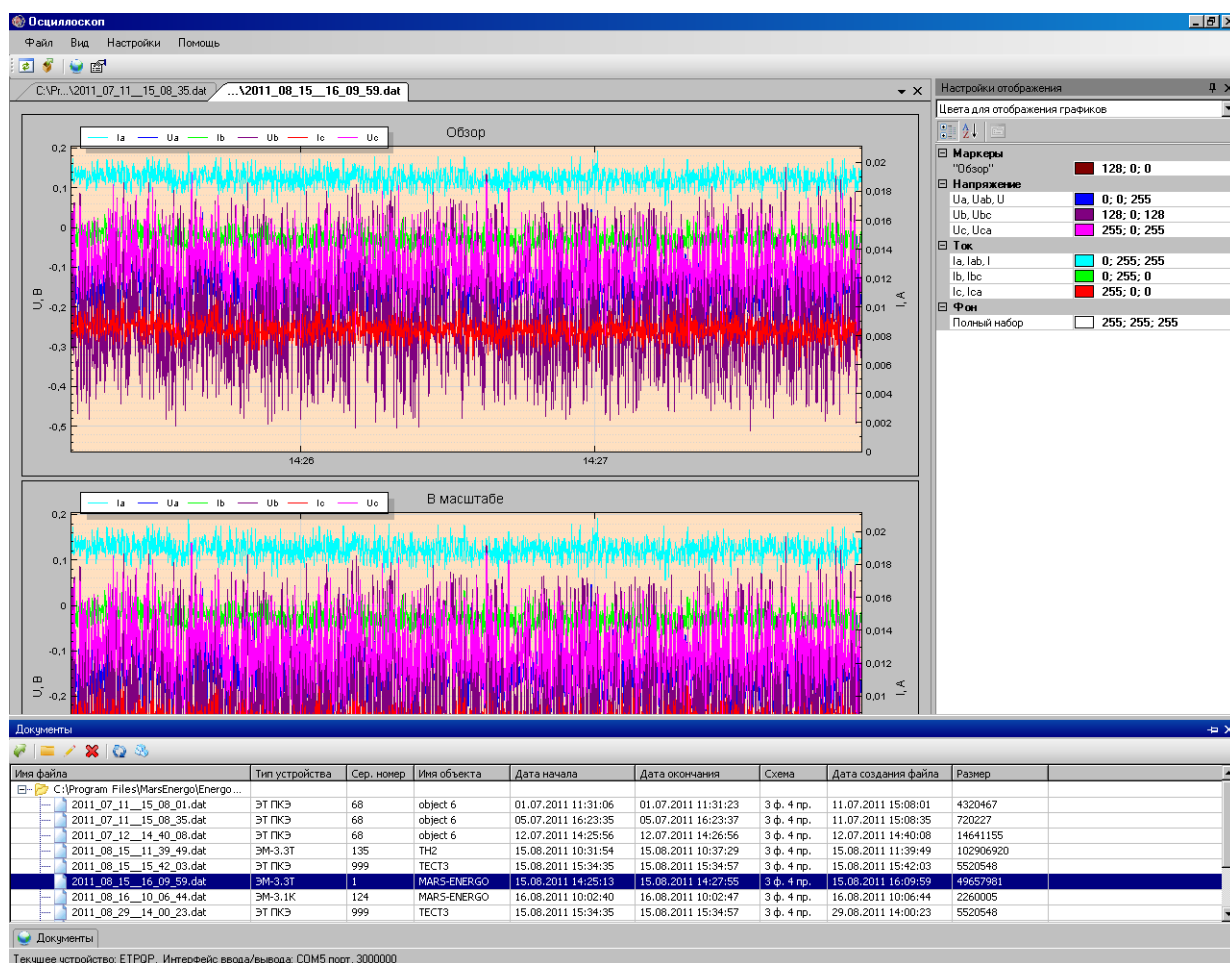 Осциллоскоп
Файл Вид Настройки Помощь
C:\Pr...\2011_07_11__15_08_35.dat ...\2011_08_15__16_09_59.dat
Обзор
Ia Ua Ib Ub Ic Uc
0,2
0,1
0
-0,1
-0,2
-0,3
-0,4
-0,5
U, В
0,02
0,018
0,016
0,014
0,012
0,01
0,008
0,006
0,004
0,002
0
I, А
14:26 14:27
В масштабе
Ia Ua Ib Ub Ic Uc
0,2
0,1
0
-0,1
-0,2
U, В
0,02
0,018
0,016
0,014
0,012
0,01
I, А
Настройки отображения
Цвета для отображения графиков
Маркеры
"Обзор" 128; 0; 0
Напряжение
Ua, Uab, U 0; 0; 255
Ub, Ubc 128; 0; 128
Uc, Uca 255; 0; 255
Ток
Ia, Iab, I 0; 255; 255
Ib, Ibc 0; 255; 0
Ic, Ica 255; 0; 0
Фон
Полный набор 255; 255; 255
Документы
Имя файла Тип устройства Сер. номер Имя объекта Дата начала Дата окончания Схема Дата создания файла Размер
C:\Program Files\MarsEnergo\Energo...
2011_07_11__15_08_01.dat ЭТ ПКЭ 68 object 6 01.07.2011 11:31:06 01.07.2011 11:31:23 3 ф. 4 пр. 11.07.2011 15:08:01 4320467
2011_07_11__15_08_35.dat ЭТ ПКЭ 68 object 6 05.07.2011 16:23:35 05.07.2011 16:23:37 3 ф. 4 пр. 11.07.2011 15:08:35 720227
2011_07_12__14_40_08.dat ЭТ ПКЭ 68 object 6 12.07.2011 14:25:56 12.07.2011 14:26:56 3 ф. 4 пр. 12.07.2011 14:40:08 14641155
2011_08_15__11_39_49.dat ЭМ-3.3Т 135 ТН2 15.08.2011 10:31:54 15.08.2011 10:37:29 3 ф. 4 пр. 15.08.2011 11:39:49 102906920
2011_08_15__15_42_03.dat ЭТ ПКЭ 999 ТЕСТ3 15.08.2011 15:34:35 15.08.2011 15:34:57 3 ф. 4 пр. 15.08.2011 15:42:03 5520548
2011_08_15__16_09_59.dat ЭМ-3.3Т 1 MARS-ENERGO 15.08.2011 14:25:13 15.08.2011 14:27:55 3 ф. 4 пр. 15.08.2011 16:09:59 49657981
2011_08_16__10_06_44.dat ЭМ-3.1К 124 MARS-ENERGO 16.08.2011 10:02:40 16.08.2011 10:02:47 3 ф. 4 пр. 16.08.2011 10:06:44 2260005
2011_08_29__14_00_23.dat ЭТ ПКЭ 999 ТЕСТ3 15.08.2011 15:34:35 15.08.2011 15:34:57 3 ф. 4 пр. 29.08.2011 14:00:23 5520548
Документы
Текущее устройство: ETPQP, Интерфейс ввода/вывода: COM5 порт, 3000000